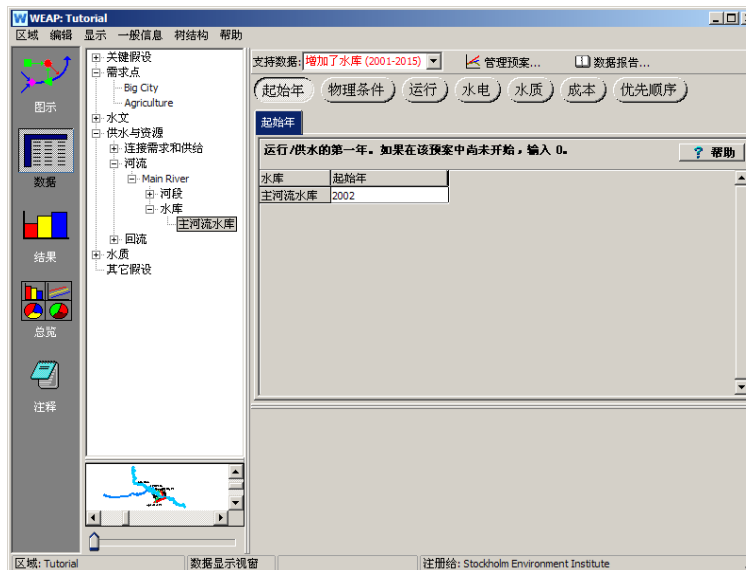 WEAP: Tutorial
区域 编辑 显示 一般信息 树结构 帮助
图示
数据
结果
总览
注释
关键假设
需求点
Big City
Agriculture
水文
供水与资源
连接需求和供给
河流
Main River
河段
水库
主河流水库
回流
水质
其它假设
支持数据: 增加了水库 (2001-2015) 管理预案... 数据报告...
起始年 物理条件 运行 水电 水质 成本 优先顺序
起始年
运行/供水的第一年。如果在该预案中尚未开始，输入 0。 ? 帮助
水库 起始年
主河流水库 2002
区域: Tutorial 数据显示视窗 注册给: Stockholm Environment Institute